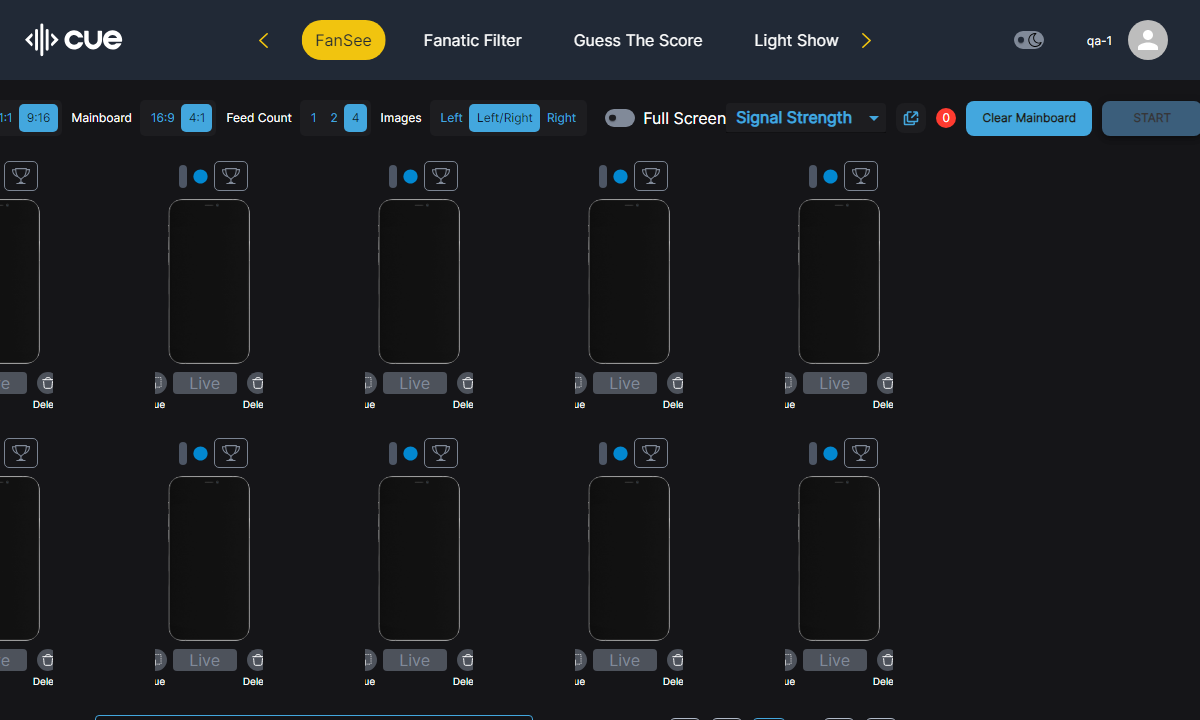 cue
FanSee
Fanatic Filter
Guess The Score
Light Show
qa-1
:1
9:16
Mainboard
16:9
4:1
Feed Count
1
2
4
Images
Left
Left/Right
Right
Full Screen
Signal Strength
0
Clear Mainboard
START
e
Live
Live
Live
Live
Dele
ue
Dele
ue
Dele
ue
Dele
ue
Dele
e
Live
Live
Live
Live
Dele
ue
Dele
ue
Dele
ue
Dele
ue
Dele